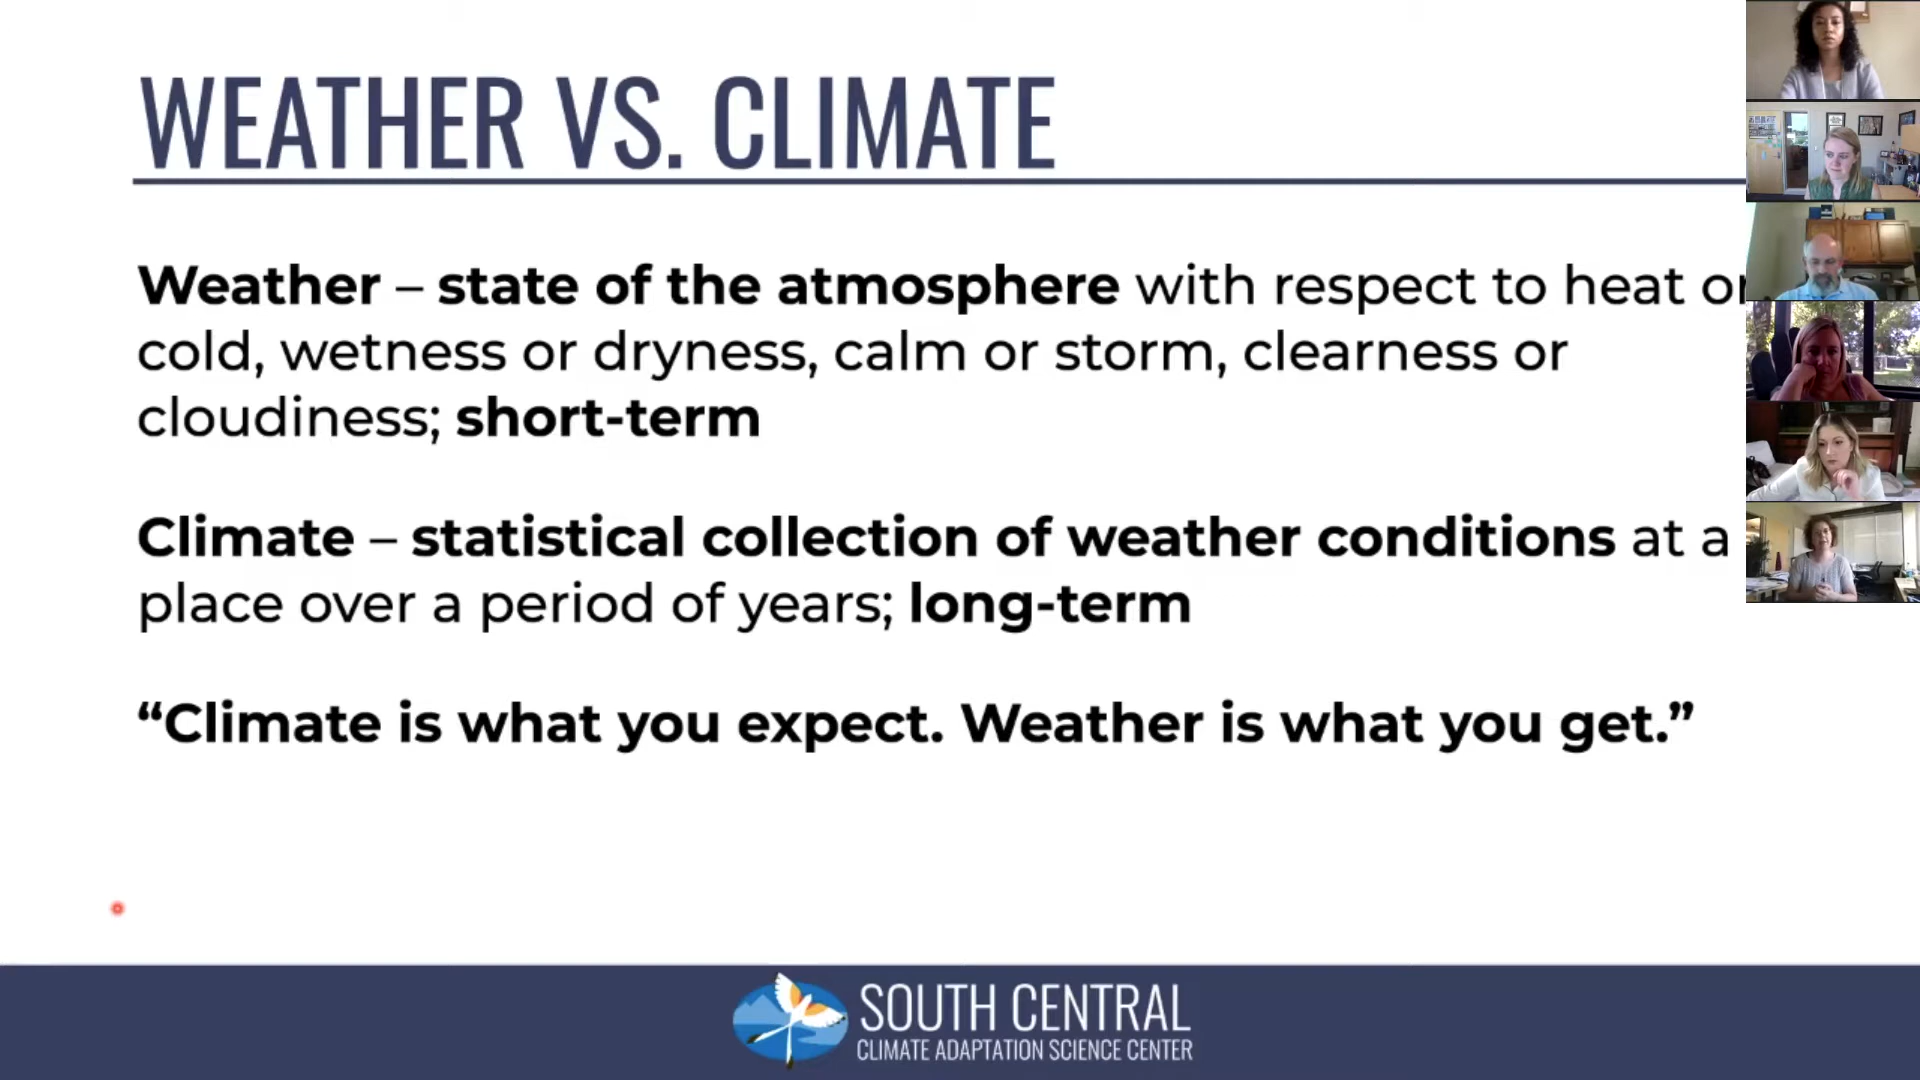 WEATHER VS. CLIMATE
Weather – state of the atmosphere with respect to heat or
cold, wetness or dryness, calm or storm, clearness or
cloudiness; short-term
Climate – statistical collection of weather conditions at a
place over a period of years; long-term
“Climate is what you expect. Weather is what you get.”
SOUTH CENTRAL
CLIMATE ADAPTATION SCIENCE CENTER